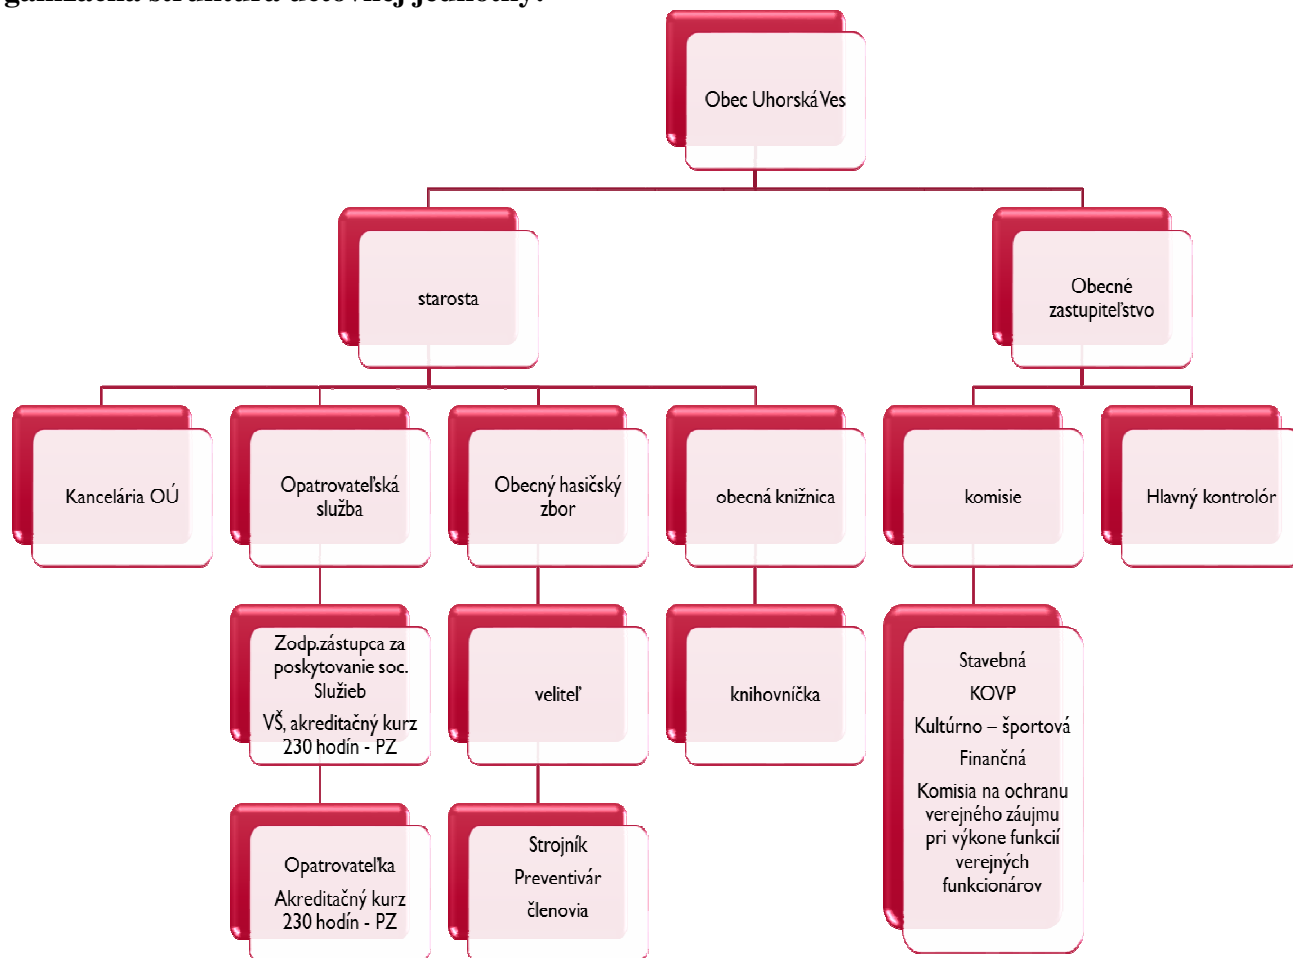 Obec Uhorská Ves
starosta
Obecné
zastupiteľstvo
Kancelária OÚ
Opatrovateľská
služba
Obecný hasičský
zbor
obecná knižnica
komisie
Hlavný kontrolór
Zodp.zástupca za
poskytovanie soc.
Služieb
VŠ, akreditačný kurz
230 hodín - PZ
veliteľ
knihovníčka
Stavebná
KOVP
Kultúrno – športová
Finančná
Komisia na ochranu
verejného záujmu
pri výkone funkcií
verejných
funkcionárov
Opatrovateľka
Akreditačný kurz
230 hodín - PZ
Strojník
Preventivár
členovia